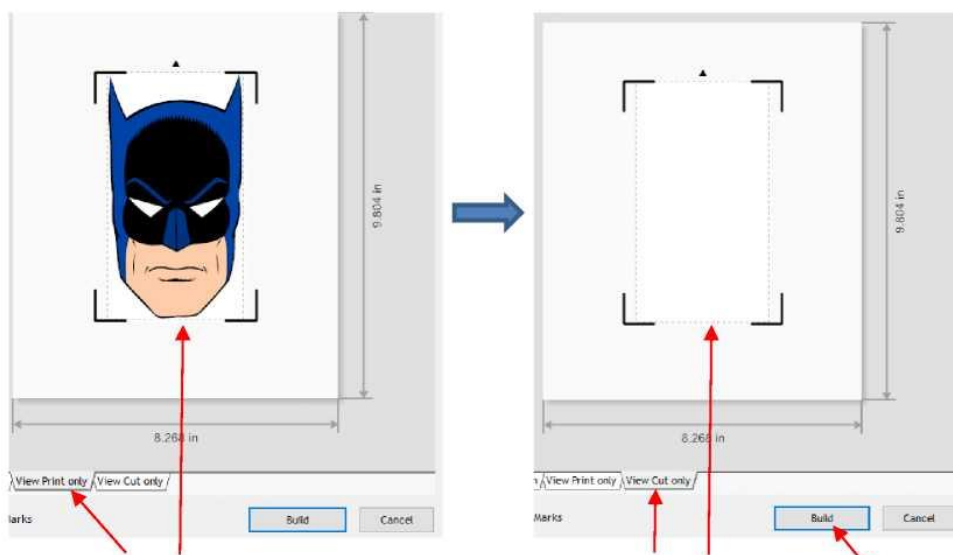 9.804 in
8.268 in
View Print only View Cut only
Marks
Build Cancel
9.804 in
8.268 in
n View Print only View Cut only
Marks
Build Cancel